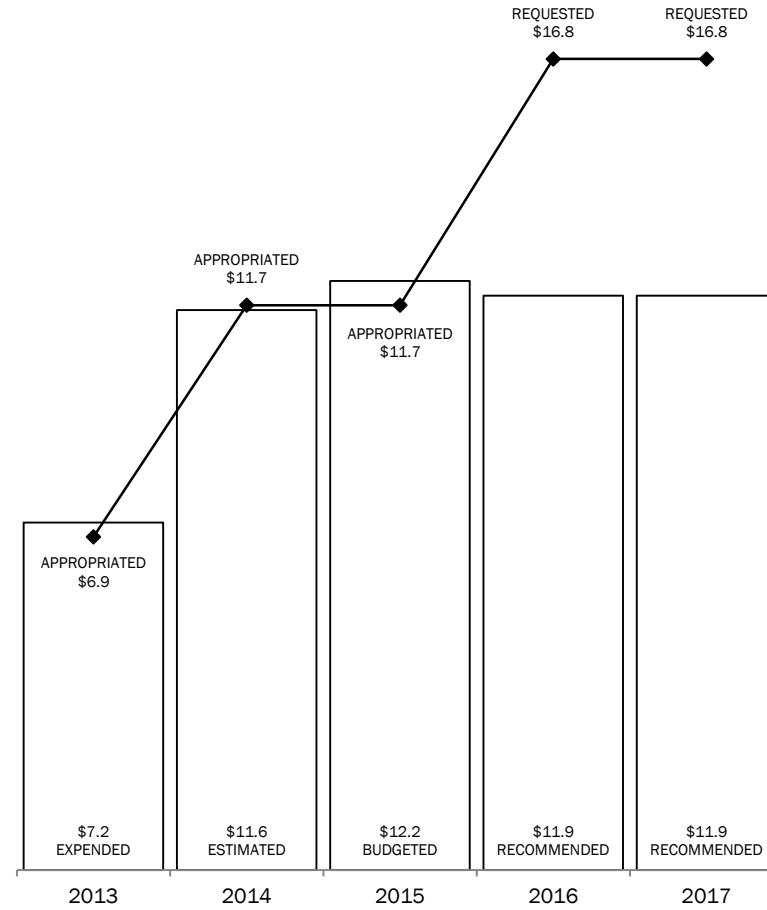 REQUESTED
$16.8
REQUESTED
$16.8
APPROPRIATED
$11.7
APPROPRIATED
$11.7
APPROPRIATED
$6.9
$7.2
EXPENDED
$11.6
ESTIMATED
$12.2
BUDGETED
$11.9
RECOMMENDED
$11.9
RECOMMENDED
2013
2014
2015
2016
2017